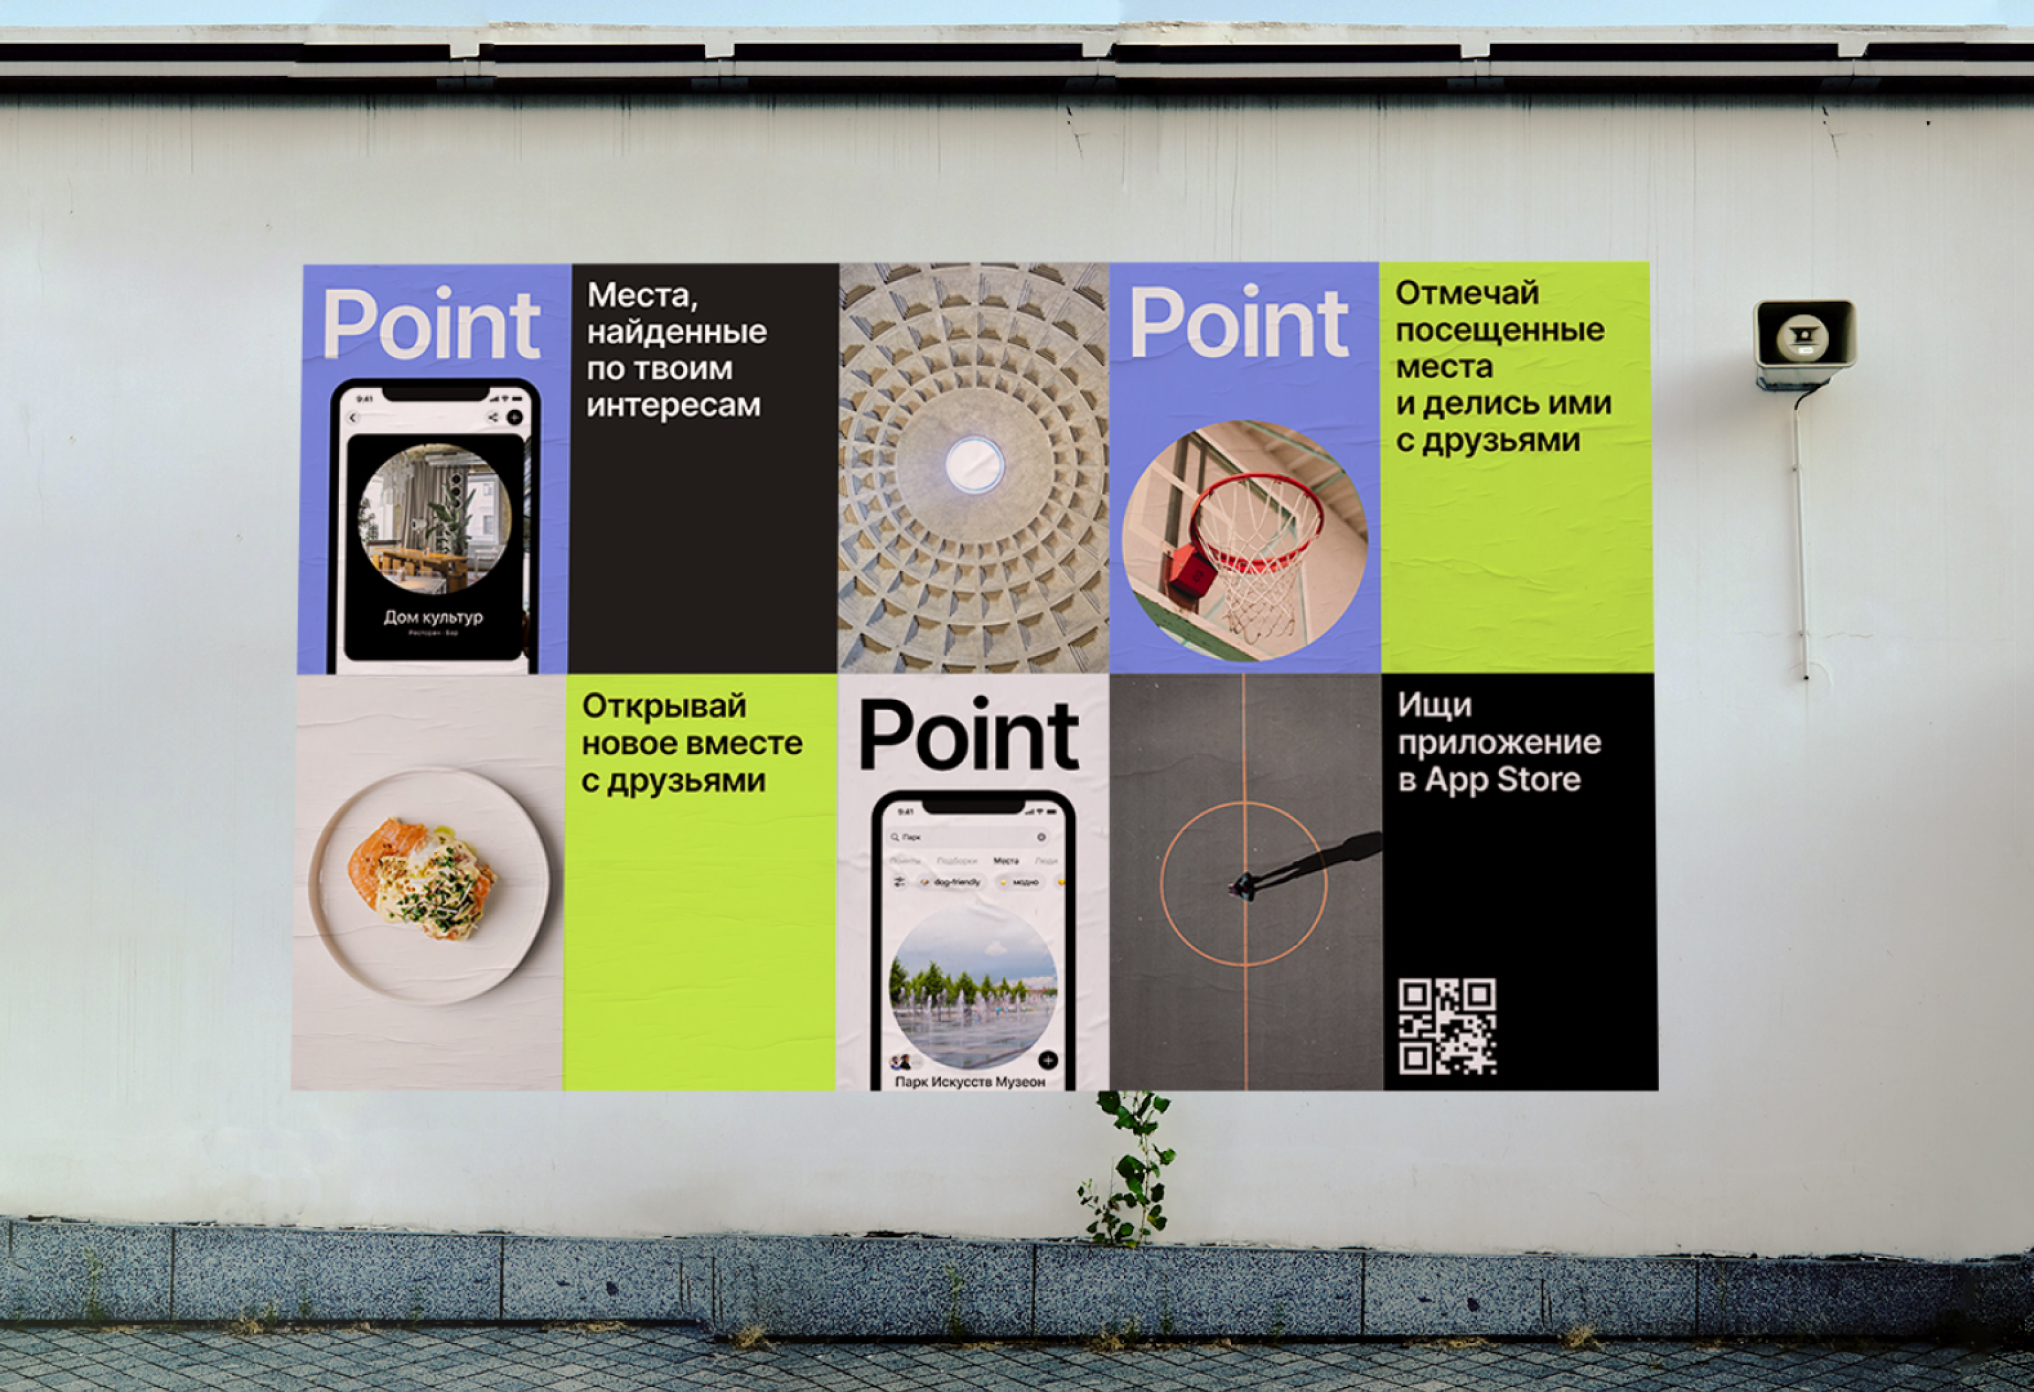 Point
9:41
Дом культур
Ресторан · Бар
Места,
найденные
по твоим
интересам
Point
Отмечай
посещенные
места
и делись ими
с друзьями
Открывай
новое вместе
с друзьями
Point
9:41
Парк
Поинты Подборки Места Люди
dog-friendly модно
Парк Искусств Музеон
Ищи
приложение
в App Store